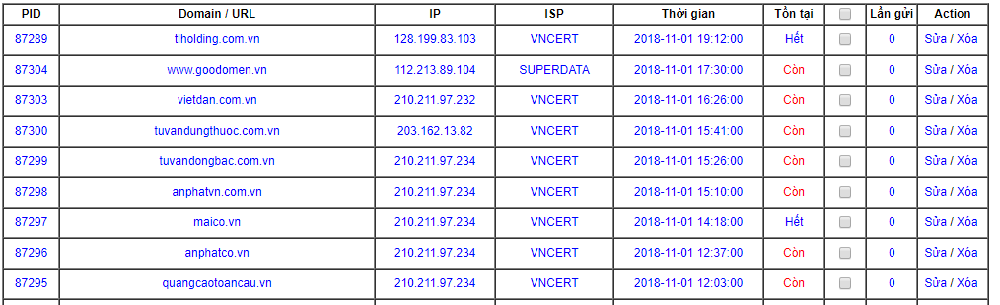 PID Domain / URL IP ISP Thời gian Tồn tại Lần gửi Action
87289 tlholding.com.vn 128.199.83.103 VNCERT 2018-11-01 19:12:00 Hết 0 Sửa / Xóa
87304 www.goodomen.vn 112.213.89.104 SUPERDATA 2018-11-01 17:30:00 Còn 0 Sửa / Xóa
87303 vietdan.com.vn 210.211.97.232 VNCERT 2018-11-01 16:26:00 Còn 0 Sửa / Xóa
87300 tuvandungthuoc.com.vn 203.162.13.82 VNCERT 2018-11-01 15:41:00 Còn 0 Sửa / Xóa
87299 tuvandongbac.com.vn 210.211.97.234 VNCERT 2018-11-01 15:26:00 Còn 0 Sửa / Xóa
87298 anphatvn.com.vn 210.211.97.234 VNCERT 2018-11-01 15:10:00 Còn 0 Sửa / Xóa
87297 maico.vn 210.211.97.234 VNCERT 2018-11-01 14:18:00 Hết 0 Sửa / Xóa
87296 anphatco.vn 210.211.97.234 VNCERT 2018-11-01 12:37:00 Còn 0 Sửa / Xóa
87295 quangcaotoancau.vn 210.211.97.234 VNCERT 2018-11-01 12:03:00 Còn 0 Sửa / Xóa